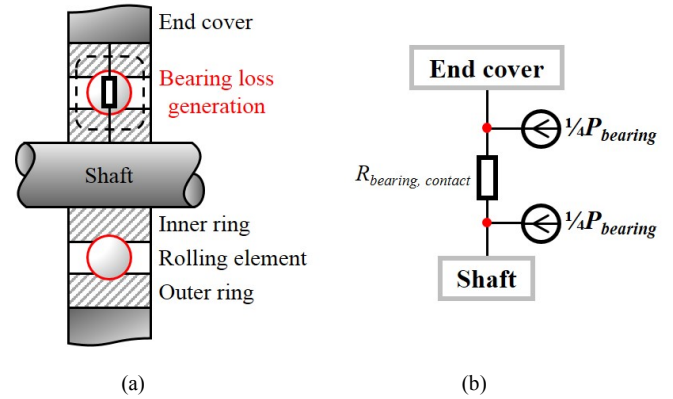 End cover
Bearing loss
generation
Shaft
Inner ring
Rolling element
Outer ring
(a)
End cover
¼P_bearing
R_bearing, contact
¼P_bearing
Shaft
(b)